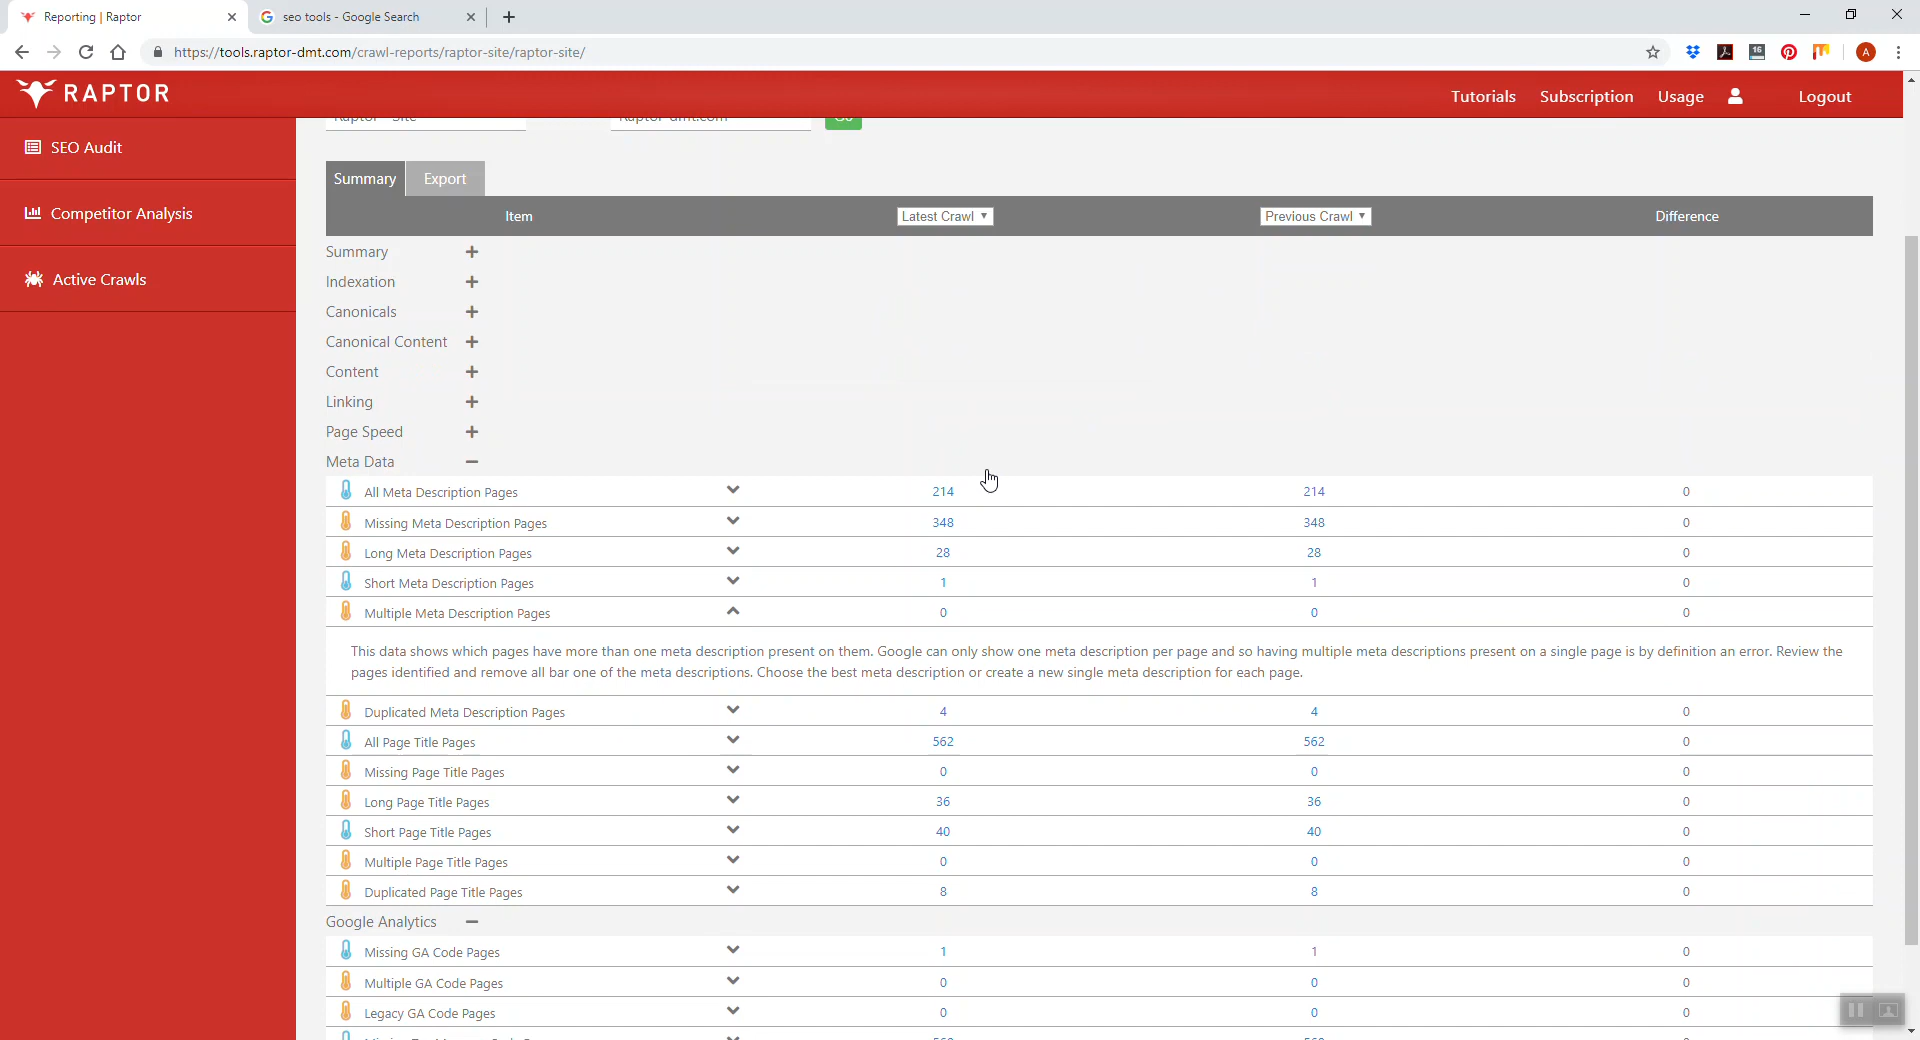 Reporting | Raptor
seo tools - Google Search
https://tools.raptor-dmt.com/crawl-reports/raptor-site/raptor-site/
16
A
RAPTOR
Tutorials Subscription Usage Logout
SEO Audit
Competitor Analysis
Active Crawls
Summary Export
Item Latest Crawl Previous Crawl Difference
Summary
Indexation
Canonicals
Canonical Content
Content
Linking
Page Speed
Meta Data
All Meta Description Pages 214 214 0
Missing Meta Description Pages 348 348 0
Long Meta Description Pages 28 28 0
Short Meta Description Pages 1 1 0
Multiple Meta Description Pages 0 0 0
This data shows which pages have more than one meta description present on them. Google can only show one meta description per page and so having multiple meta descriptions present on a single page is by definition an error. Review the
pages identified and remove all bar one of the meta descriptions. Choose the best meta description or create a new single meta description for each page.
Duplicated Meta Description Pages 4 4 0
All Page Title Pages 562 562 0
Missing Page Title Pages 0 0 0
Long Page Title Pages 36 36 0
Short Page Title Pages 40 40 0
Multiple Page Title Pages 0 0 0
Duplicated Page Title Pages 8 8 0
Google Analytics
Missing GA Code Pages 1 1 0
Multiple GA Code Pages 0 0 0
Legacy GA Code Pages 0 0 0